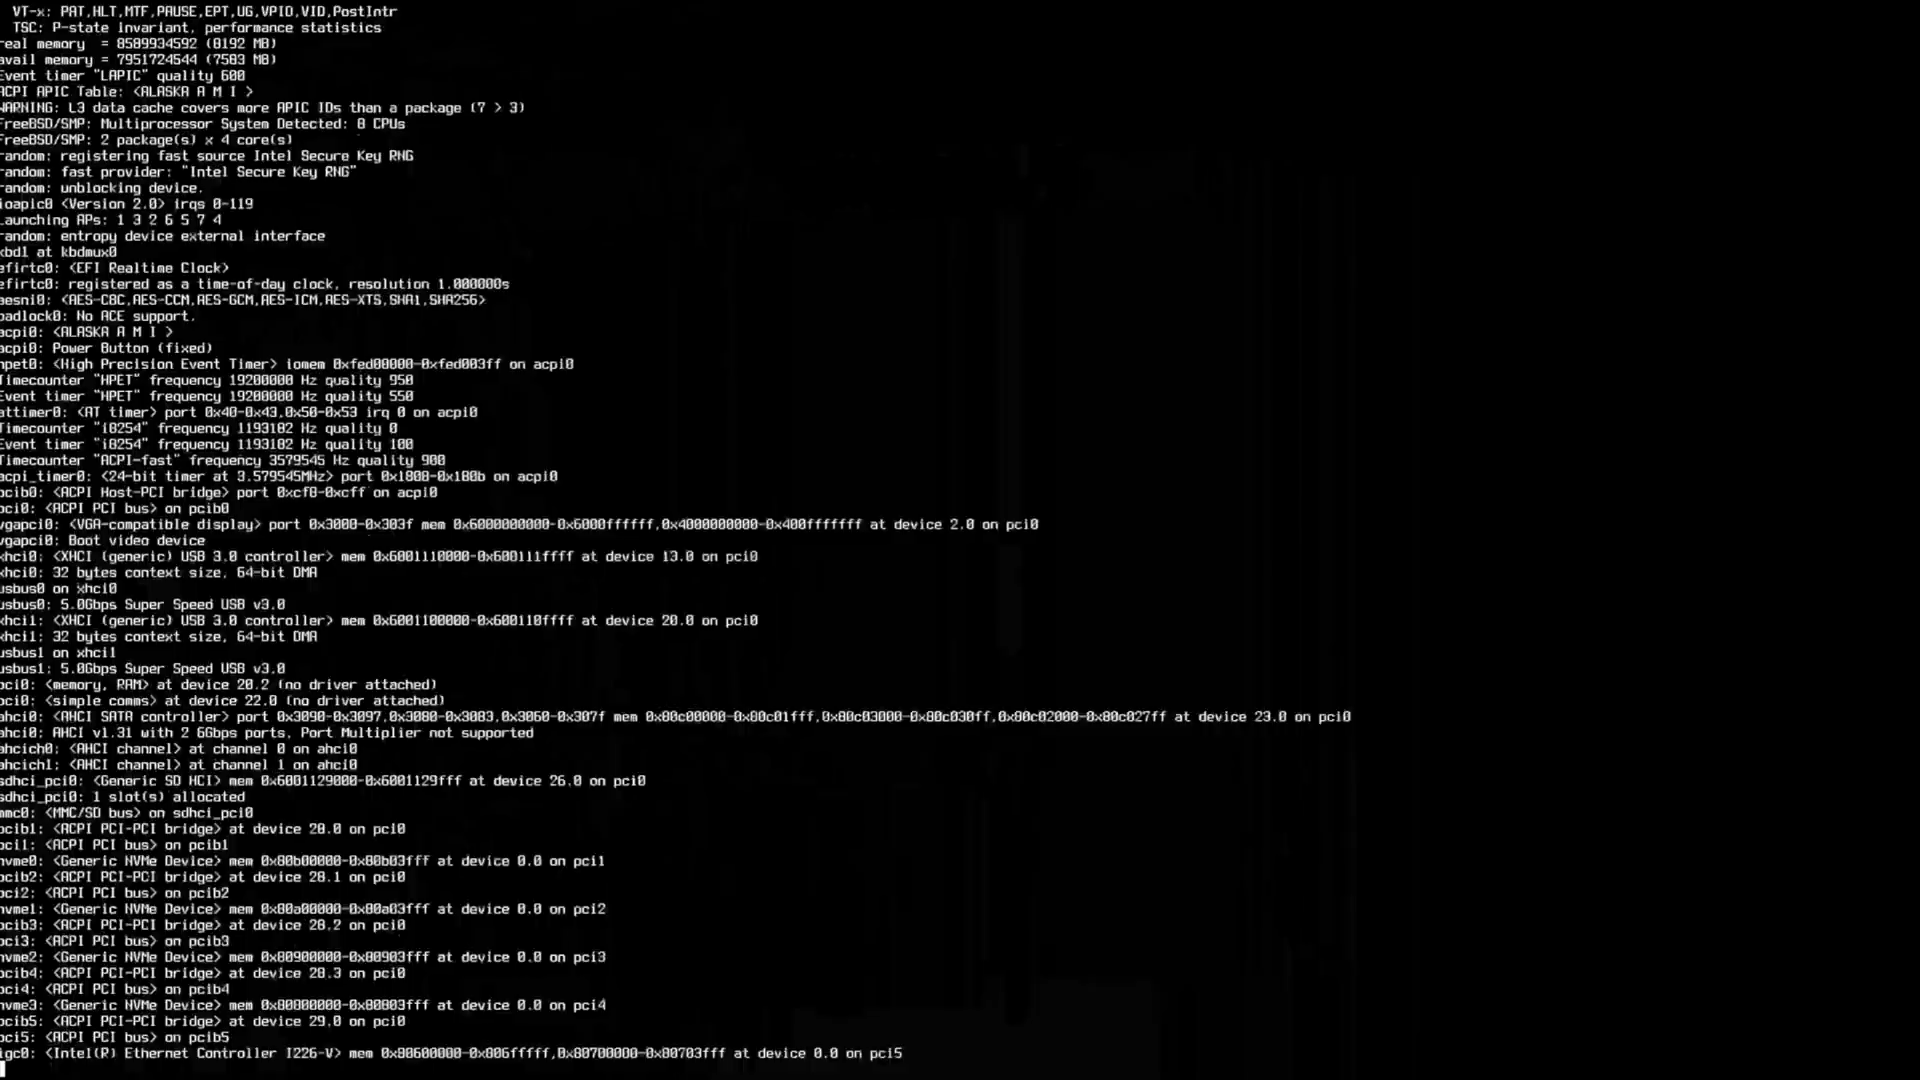 VT-x: PAT,HLT,MTF,PAUSE,EPT,UG,VPID,VID,PostIntr
TSC: P-state invariant, performance statistics
real memory  = 8589934592 (8192 MB)
avail memory = 7951724544 (7583 MB)
Event timer "LAPIC" quality 600
ACPI APIC Table: <ALASKA A M I >
WARNING: L3 data cache covers more APIC IDs than a package (7 > 3)
FreeBSD/SMP: Multiprocessor System Detected: 8 CPUs
FreeBSD/SMP: 2 package(s) x 4 core(s)
random: registering fast source Intel Secure Key RNG
random: fast provider: "Intel Secure Key RNG"
random: unblocking device.
ioapic0 <Version 2.0> irqs 0-119
Launching APs: 1 3 2 6 5 7 4
random: entropy device external interface
kbd1 at kbdmux0
efirtc0: <EFI Realtime Clock>
efirtc0: registered as a time-of-day clock, resolution 1.000000s
aesni0: <AES-CBC,AES-CCM,AES-GCM,AES-ICM,AES-XTS,SHA1,SHA256>
padlock0: No ACE support.
acpi0: <ALASKA A M I >
acpi0: Power Button (fixed)
hpet0: <High Precision Event Timer> iomem 0xfed00000-0xfed003ff on acpi0
Timecounter "HPET" frequency 19200000 Hz quality 950
Event timer "HPET" frequency 19200000 Hz quality 550
attimer0: <AT timer> port 0x40-0x43,0x50-0x53 irq 0 on acpi0
Timecounter "i8254" frequency 1193182 Hz quality 0
Event timer "i8254" frequency 1193182 Hz quality 100
Timecounter "ACPI-fast" frequency 3579545 Hz quality 900
acpi_timer0: <24-bit timer at 3.579545MHz> port 0x1808-0x180b on acpi0
pcib0: <ACPI Host-PCI bridge> port 0xcf8-0xcff on acpi0
pci0: <ACPI PCI bus> on pcib0
vgapci0: <VGA-compatible display> port 0x3000-0x303f mem 0x6000000000-0x6000ffffff,0x4000000000-0x400fffffff at device 2.0 on pci0
vgapci0: Boot video device
xhci0: <XHCI (generic) USB 3.0 controller> mem 0x6001110000-0x600111ffff at device 13.0 on pci0
xhci0: 32 bytes context size, 64-bit DMA
usbus0 on xhci0
usbus0: 5.0Gbps Super Speed USB v3.0
xhci1: <XHCI (generic) USB 3.0 controller> mem 0x6001100000-0x600110ffff at device 20.0 on pci0
xhci1: 32 bytes context size, 64-bit DMA
usbus1 on xhci1
usbus1: 5.0Gbps Super Speed USB v3.0
pci0: <memory, RAM> at device 20.2 (no driver attached)
pci0: <simple comms> at device 22.0 (no driver attached)
ahci0: <AHCI SATA controller> port 0x3090-0x3097,0x3080-0x3083,0x3060-0x307f mem 0x80c00000-0x80c01fff,0x80c03000-0x80c030ff,0x80c02000-0x80c027ff at device 23.0 on pci0
ahci0: AHCI v1.31 with 2 6Gbps ports, Port Multiplier not supported
ahcich0: <AHCI channel> at channel 0 on ahci0
ahcich1: <AHCI channel> at channel 1 on ahci0
sdhci_pci0: <Generic SD HCI> mem 0x6001129000-0x6001129fff at device 26.0 on pci0
sdhci_pci0: 1 slot(s) allocated
mmc0: <MMC/SD bus> on sdhci_pci0
pcib1: <ACPI PCI-PCI bridge> at device 28.0 on pci0
pci1: <ACPI PCI bus> on pcib1
nvme0: <Generic NVMe Device> mem 0x80b00000-0x80b03fff at device 0.0 on pci1
pcib2: <ACPI PCI-PCI bridge> at device 28.1 on pci0
pci2: <ACPI PCI bus> on pcib2
nvme1: <Generic NVMe Device> mem 0x80a00000-0x80a03fff at device 0.0 on pci2
pcib3: <ACPI PCI-PCI bridge> at device 28.2 on pci0
pci3: <ACPI PCI bus> on pcib3
nvme2: <Generic NVMe Device> mem 0x80900000-0x80903fff at device 0.0 on pci3
pcib4: <ACPI PCI-PCI bridge> at device 28.3 on pci0
pci4: <ACPI PCI bus> on pcib4
nvme3: <Generic NVMe Device> mem 0x80800000-0x80803fff at device 0.0 on pci4
pcib5: <ACPI PCI-PCI bridge> at device 29.0 on pci0
pci5: <ACPI PCI bus> on pcib5
igc0: <Intel(R) Ethernet Controller I226-V> mem 0x80600000-0x806fffff,0x80700000-0x80703fff at device 0.0 on pci5